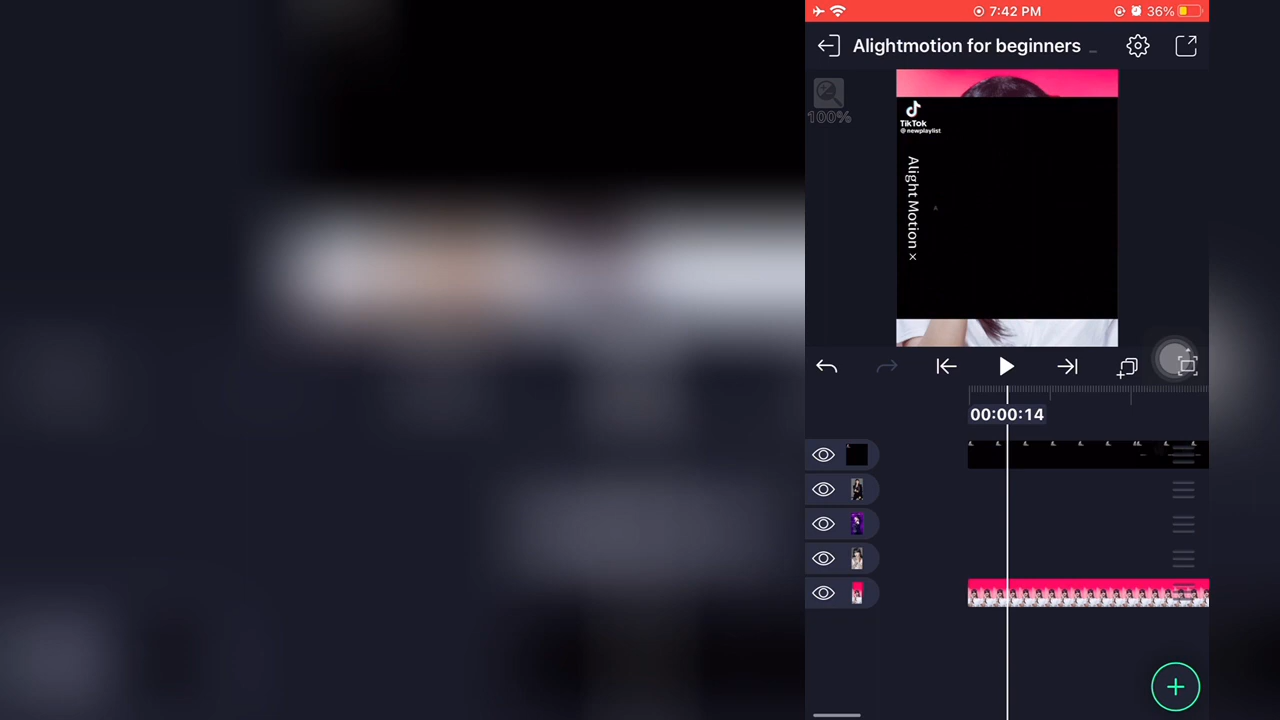 7:42 PM
36%
Alightmotion for beginners
100%
TikTok
@newplaylist
Alight Motion ×
00:00:14